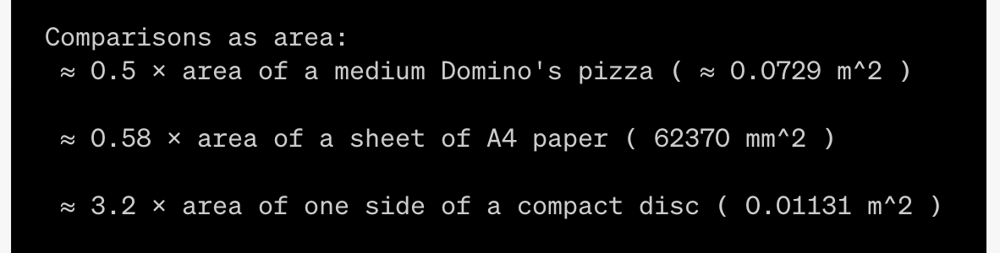 Comparisons as area:
≈ 0.5 × area of a medium Domino's pizza ( ≈ 0.0729 m^2 )
≈ 0.58 × area of a sheet of A4 paper ( 62370 mm^2 )
≈ 3.2 × area of one side of a compact disc ( 0.01131 m^2 )